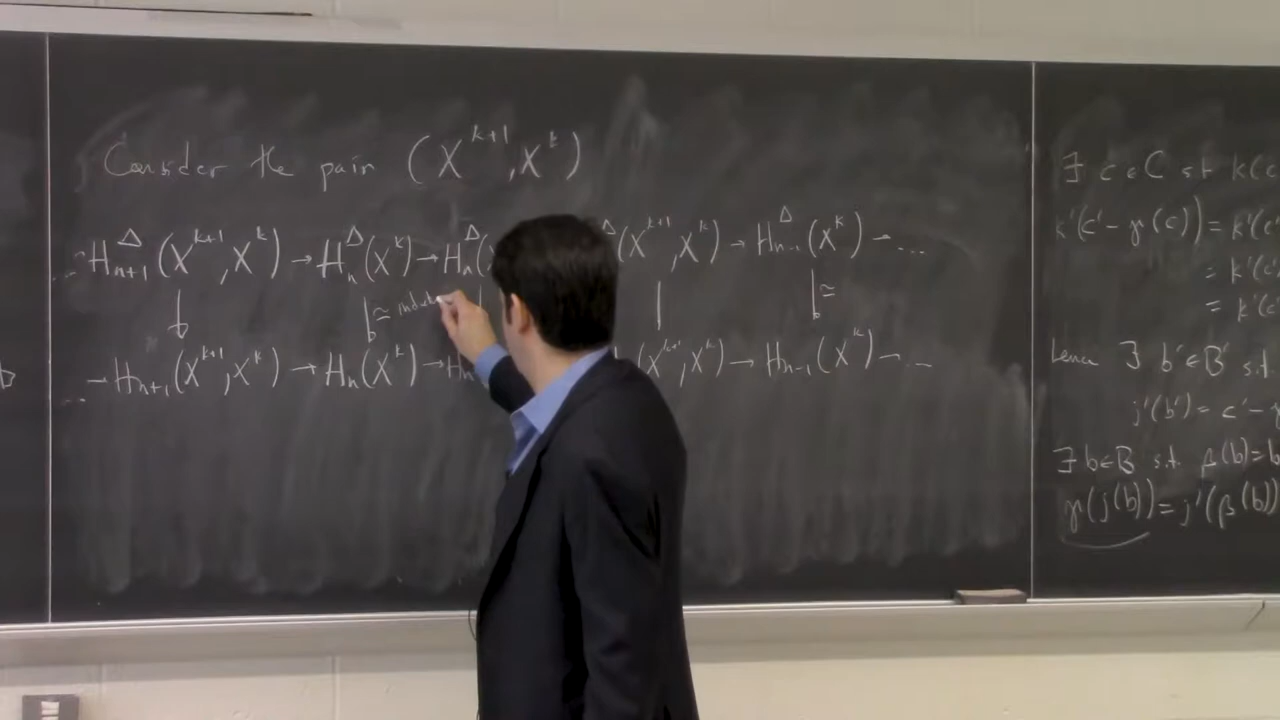 Consider the pair (X^{k+1}, X^k)
... H^Δ_{n+1}(X^{k+1}, X^k) → H^Δ_n(X^k) → H^Δ_n( Δ(X^{k+1}, X^k) → H^Δ_{n-1}(X^k) → ...
↓ ↓≅ ↓≅
... → H_{n+1}(X^{k+1}, X^k) → H_n(X^k) → H_n (X^{k+1}, X^k) → H_{n-1}(X^k) → ...
∃ c ∈ C st k(c
k'(c' - γ(c)) = k'(c'
= k'(c'
= k'(c
hence ∃ b' ∈ B' s.t.
j'(b') = c' -
∃ b ∈ B s.t. β(b) = b
γ(j(b)) = j'(β(b))